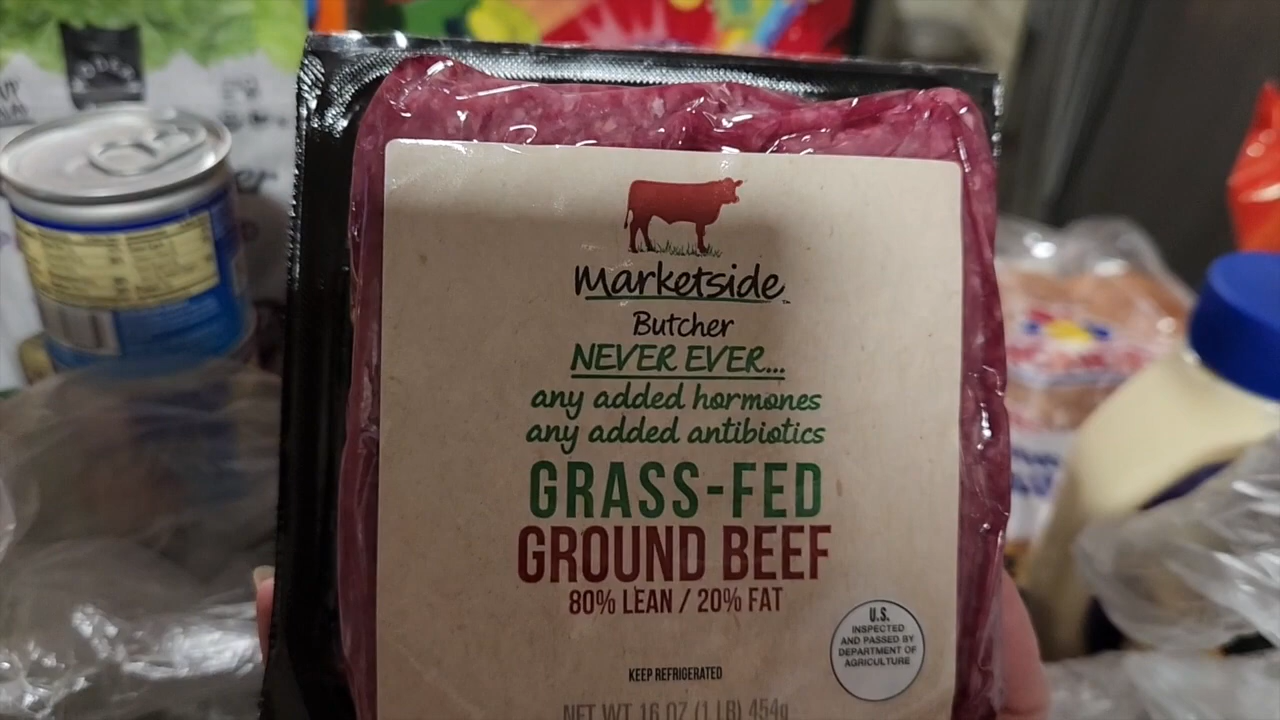 Marketside
Butcher
NEVER EVER...
any added hormones
any added antibiotics
GRASS-FED
GROUND BEEF
80% LEAN / 20% FAT
U.S.
INSPECTED
AND PASSED BY
DEPARTMENT OF
AGRICULTURE
KEEP REFRIGERATED
NET WT 16 OZ (1 LB) 454g